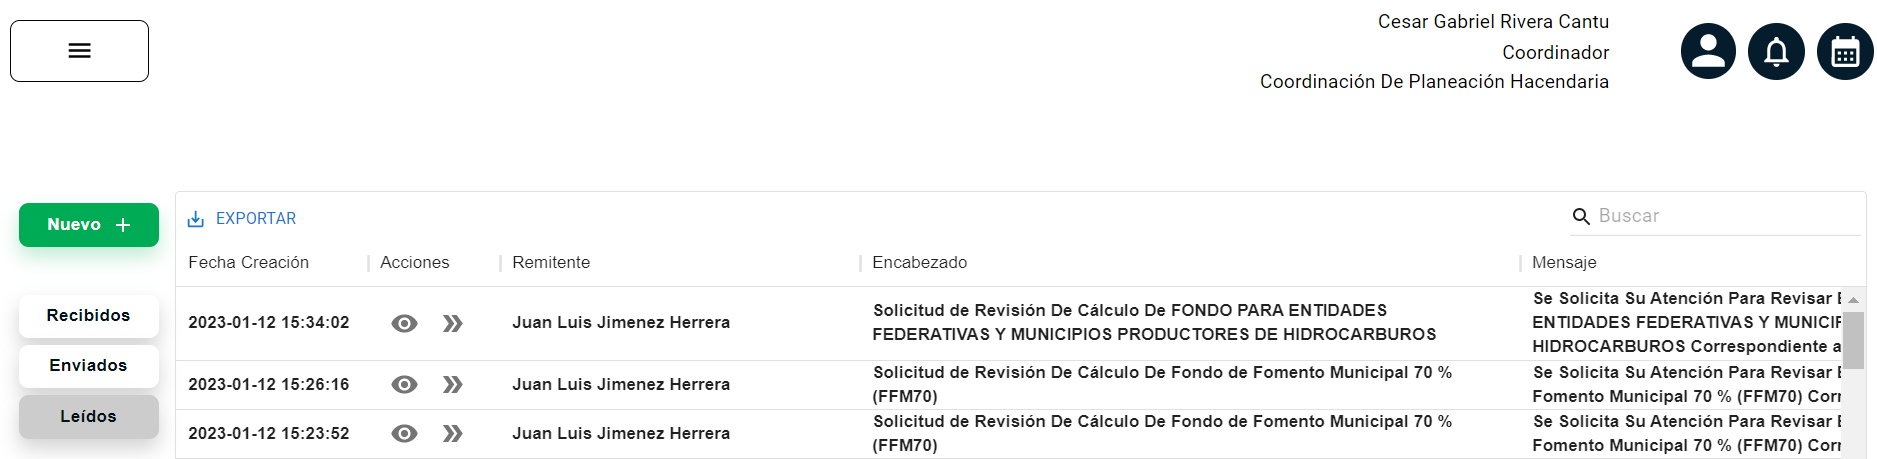 Cesar Gabriel Rivera Cantu
Coordinador
Coordinación De Planeación Hacendaria
Nuevo +
Recibidos
Enviados
Leídos
EXPORTAR
Buscar
Fecha Creación
Acciones
Remitente
Encabezado
Mensaje
2023-01-12 15:34:02
Juan Luis Jimenez Herrera
Solicitud de Revisión De Cálculo De FONDO PARA ENTIDADES
FEDERATIVAS Y MUNICIPIOS PRODUCTORES DE HIDROCARBUROS
Se Solicita Su Atención Para Revisar
ENTIDADES FEDERATIVAS Y
HIDROCARBUROS Correspondiente a
2023-01-12 15:26:16
Juan Luis Jimenez Herrera
Solicitud de Revisión De Cálculo De Fondo de Fomento Municipal 70 %
(FFM70)
Se Solicita Su Atención Para Revisar
Fomento Municipal 70 % (FFM70)
2023-01-12 15:23:52
Juan Luis Jimenez Herrera
Solicitud de Revisión De Cálculo De Fondo de Fomento Municipal 70 %
(FFM70)
Se Solicita Su Atención Para Revisar
Fomento Municipal 70 % (FFM70)